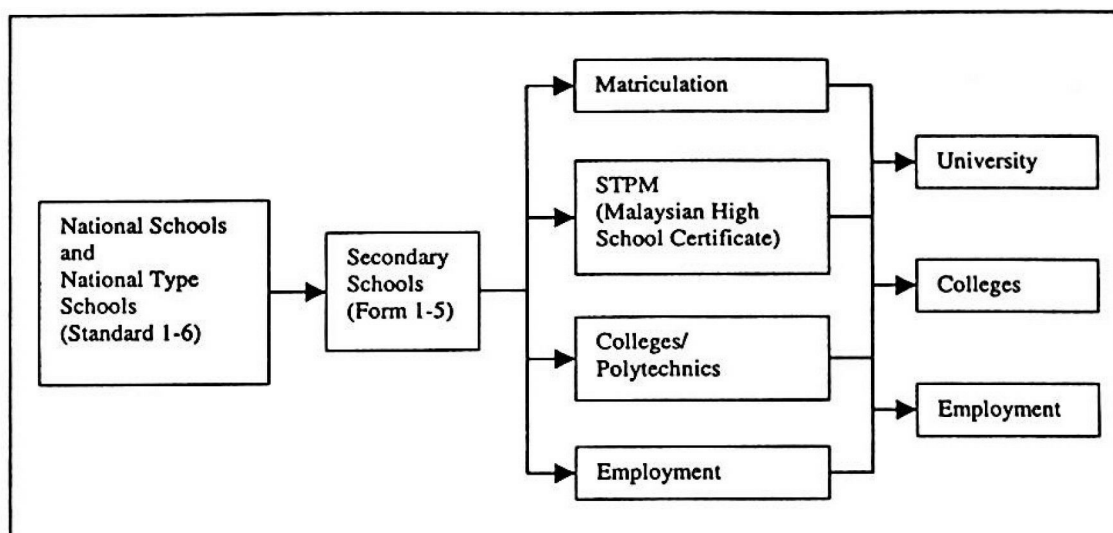 National Schools
and
National Type
Schools
(Standard 1-6)
Secondary
Schools
(Form 1-5)
Matriculation
STPM
(Malaysian High
School Certificate)
Colleges/
Polytechnics
Employment
University
Colleges
Employment